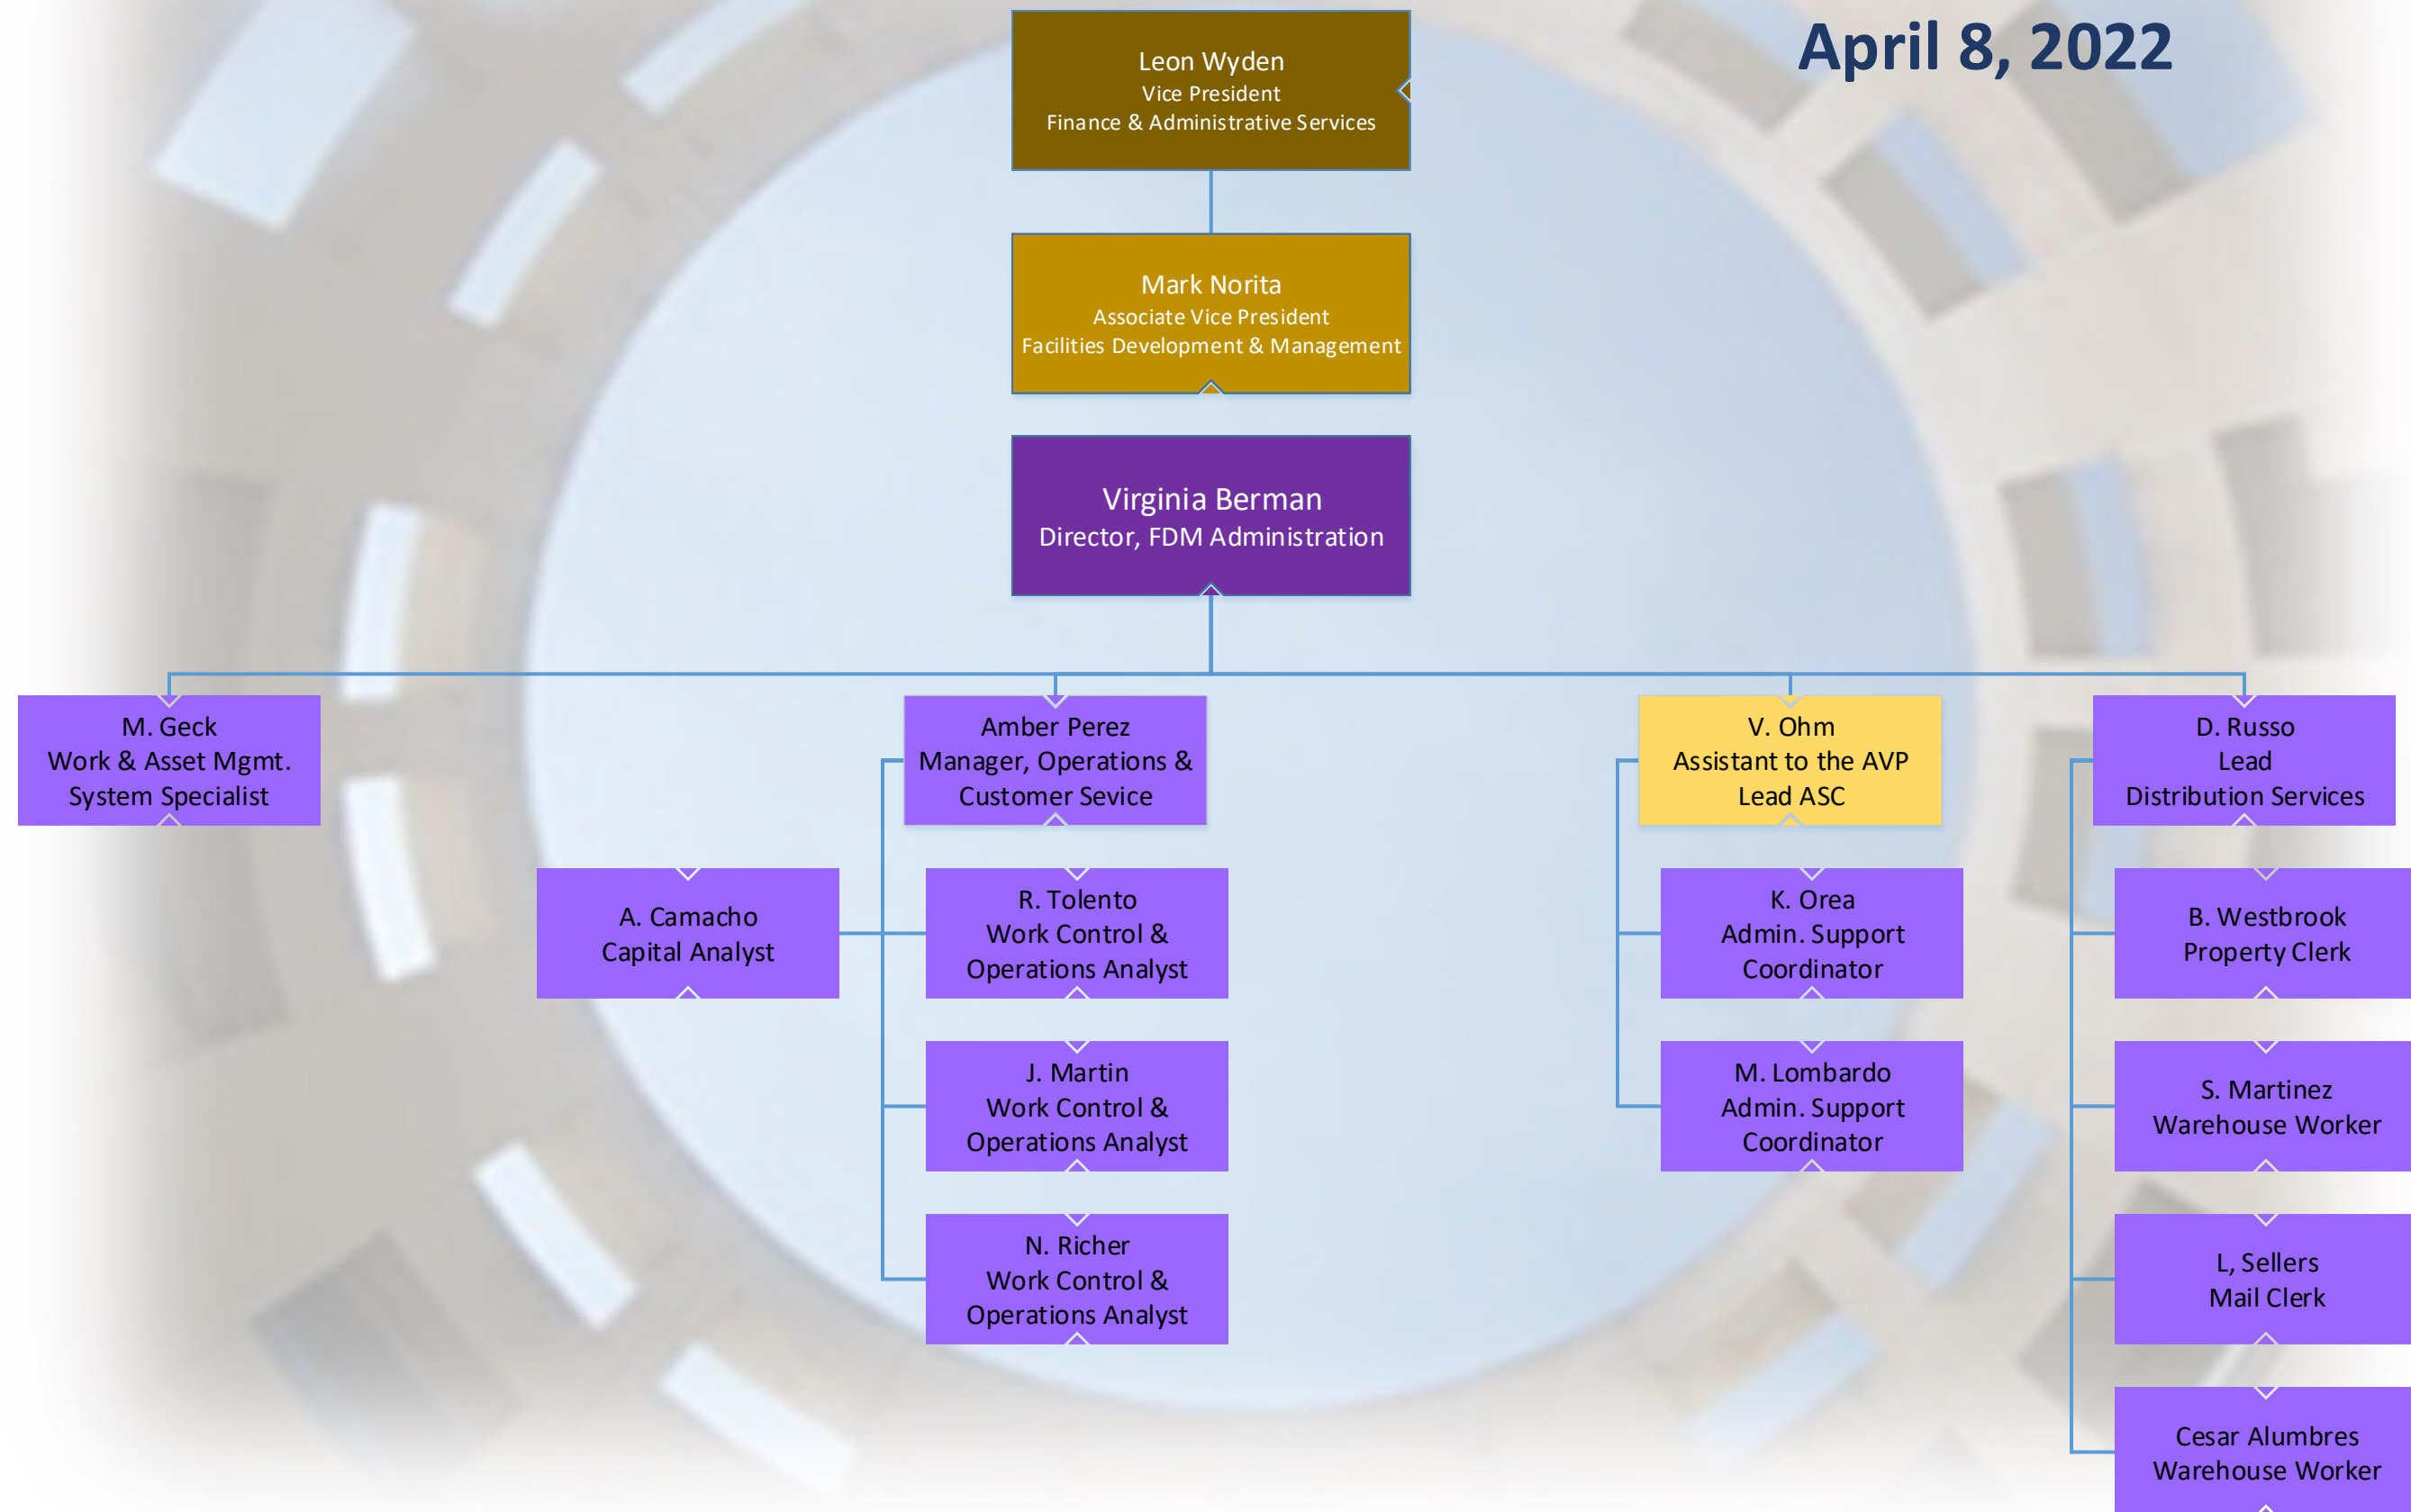 April 8, 2022
Leon Wyden
Vice President
Finance & Administrative Services
Mark Norita
Associate Vice President
Facilities Development & Management
Virginia Berman
Director, FDM Administration
M. Geck
Work & Asset Mgmt.
System Specialist
Amber Perez
Manager, Operations &
Customer Sevice
V. Ohm
Assistant to the AVP
Lead ASC
D. Russo
Lead
Distribution Services
A. Camacho
Capital Analyst
R. Tolento
Work Control &
Operations Analyst
K. Orea
Admin. Support
Coordinator
B. Westbrook
Property Clerk
J. Martin
Work Control &
Operations Analyst
M. Lombardo
Admin. Support
Coordinator
S. Martinez
Warehouse Worker
N. Richer
Work Control &
Operations Analyst
L, Sellers
Mail Clerk
Cesar Alumbres
Warehouse Worker